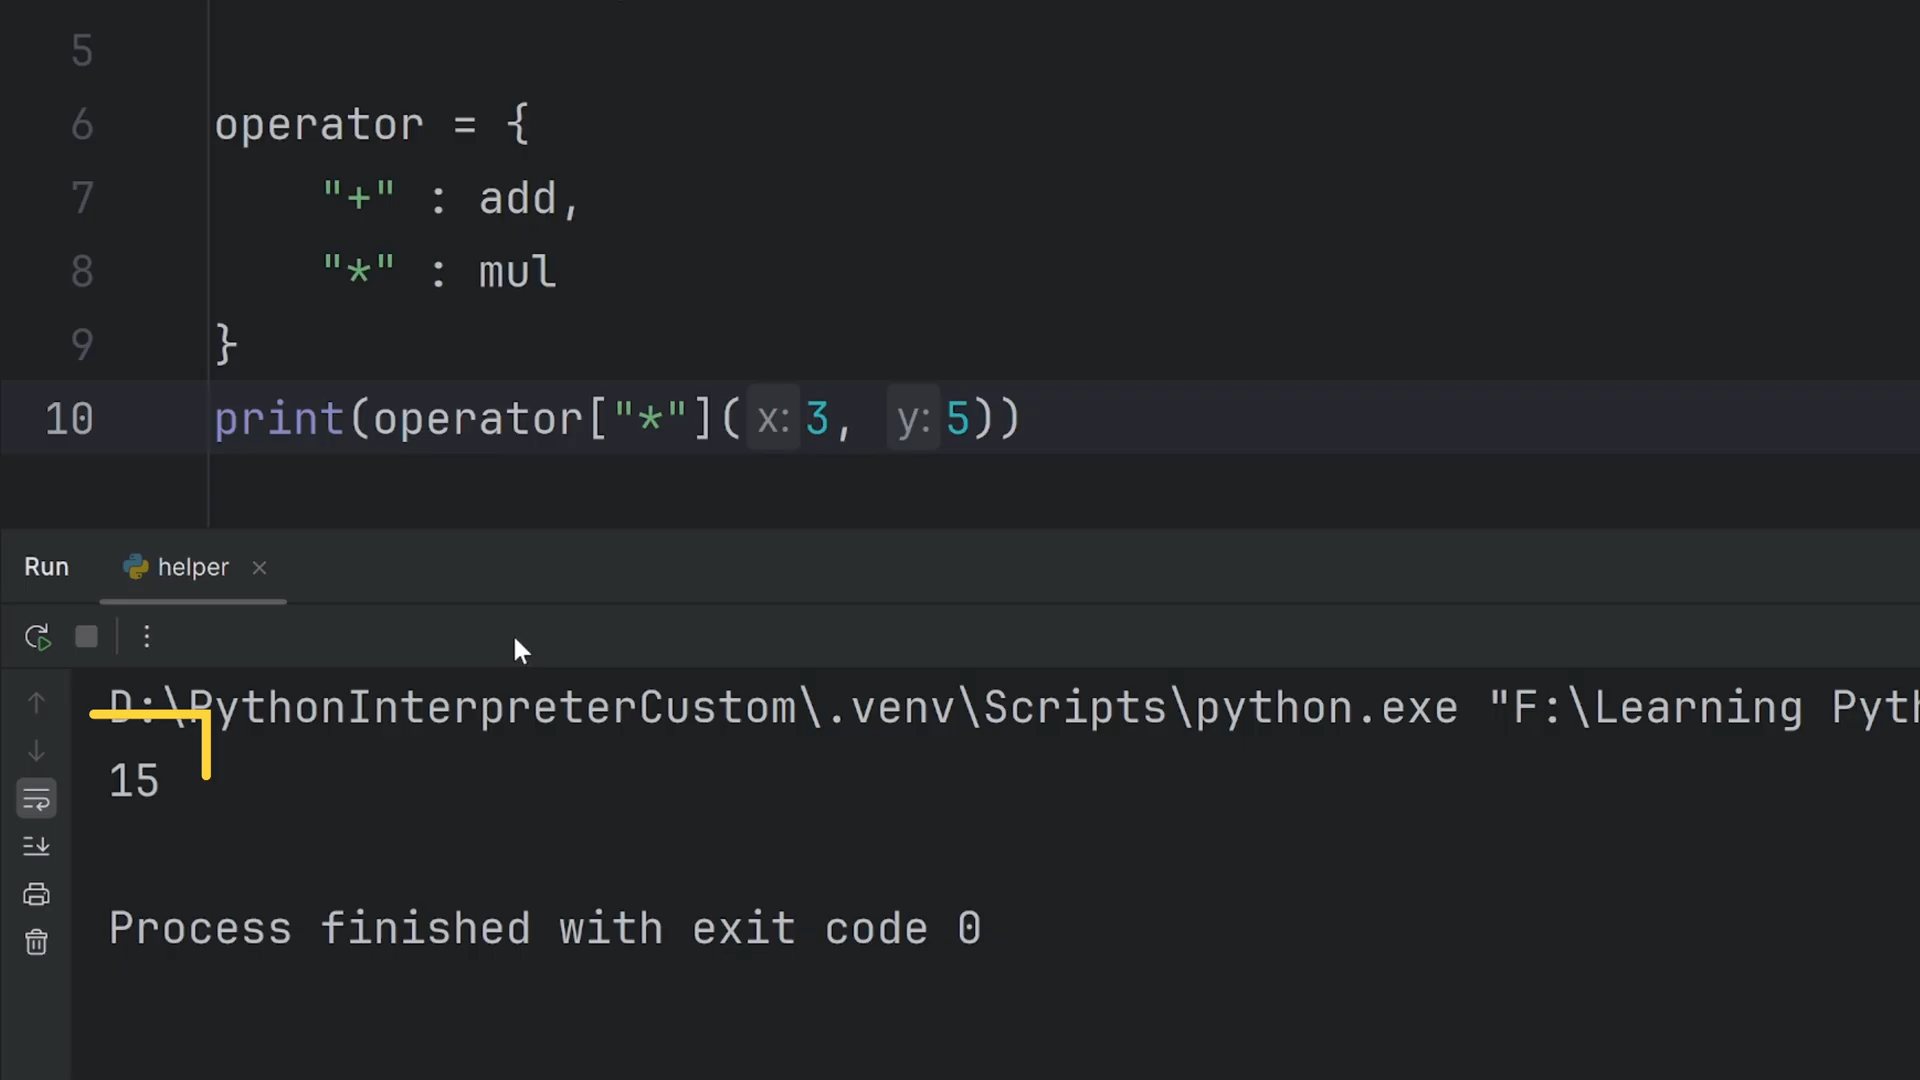 5
6 operator = {
7 "+" : add,
8 "*" : mul
9 }
10 print(operator["*"](x:3, y:5))
Run helper ×
D:\PythonInterpreterCustom\.venv\Scripts\python.exe "F:\Learning Pyth
15
Process finished with exit code 0